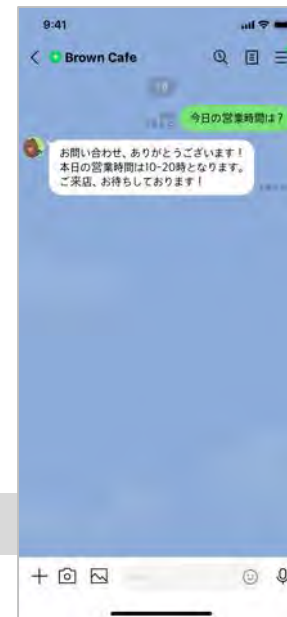 9:41
Brown Cafe
今日の営業時間は？
お問い合わせ、ありがとうございます！
本日の営業時間は10-20時となります。
ご来店、お待ちしております！